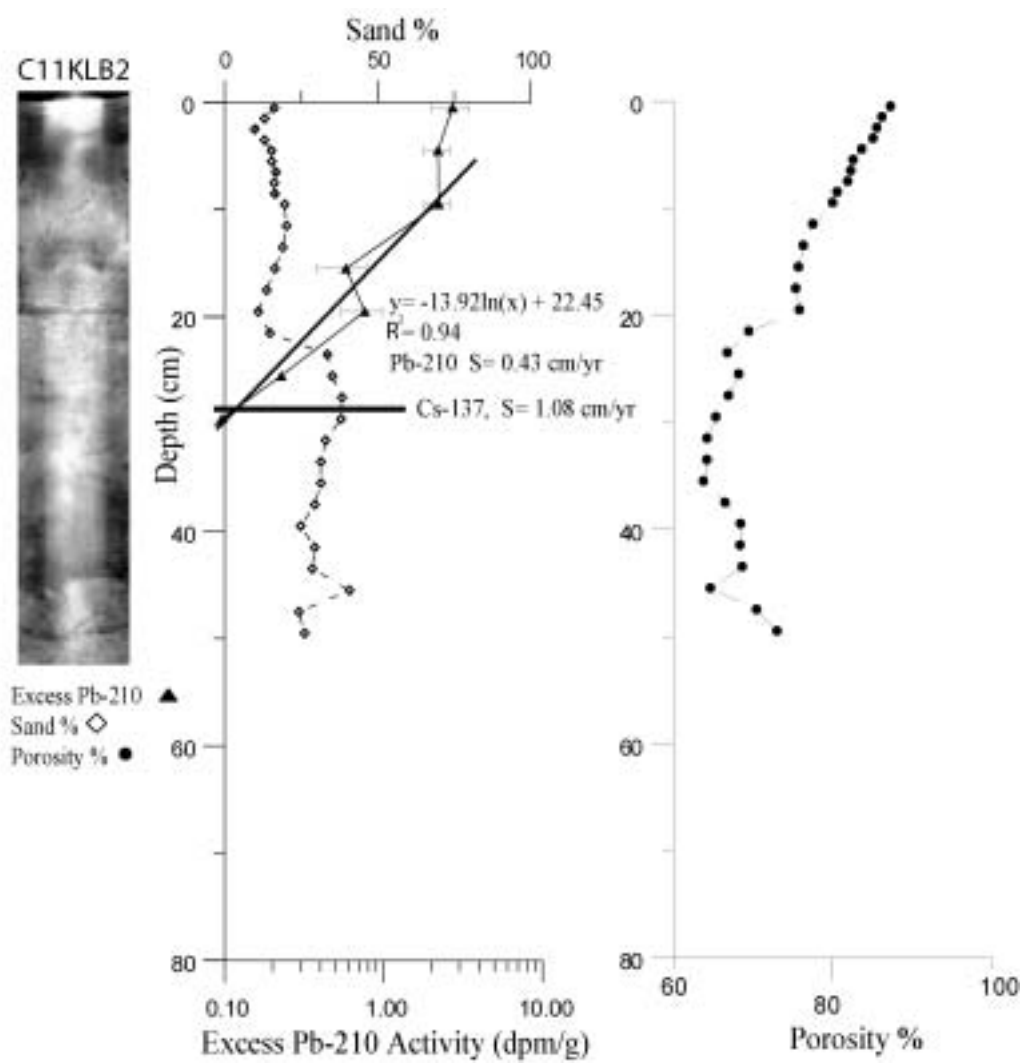 C11KLB2
Sand %
0 50 100
0
20
40
60
80
Depth (cm)
y= -13.92ln(x) + 22.45
R= 0.94
Pb-210 S= 0.43 cm/yr
Cs-137, S= 1.08 cm/yr
Excess Pb-210
Sand %
Porosity %
0.10 1.00 10.00
Excess Pb-210 Activity (dpm/g)
0
20
40
60
80
60 80 100
Porosity %